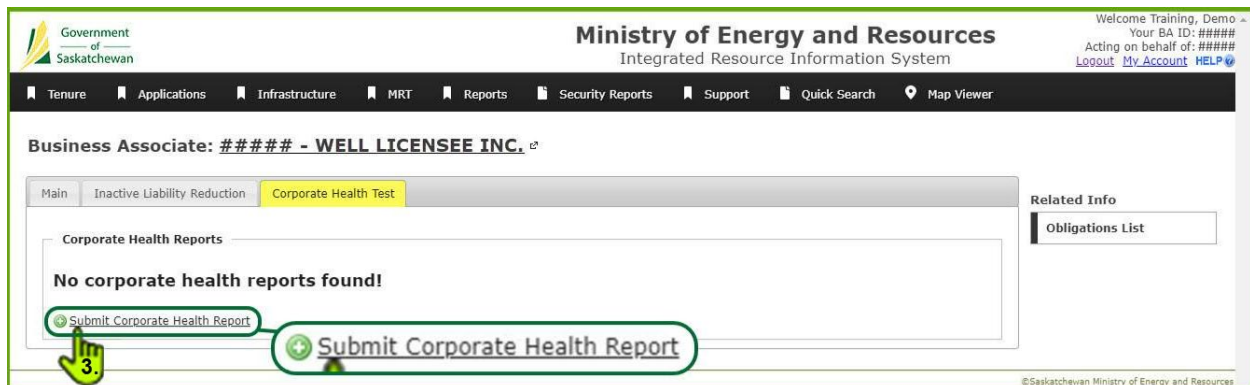 Government
of
Saskatchewan
Ministry of Energy and Resources
Integrated Resource Information System
Welcome Training, Demo
Your BA ID: #####
Acting on behalf of: #####
Logout My Account HELP
Tenure Applications Infrastructure MRT Reports Security Reports Support Quick Search Map Viewer
Business Associate: ##### - WELL LICENSEE INC.
Main Inactive Liability Reduction Corporate Health Test
Corporate Health Reports
No corporate health reports found!
Submit Corporate Health Report
Submit Corporate Health Report
3.
Related Info
Obligations List
©Saskatchewan Ministry of Energy and Resources